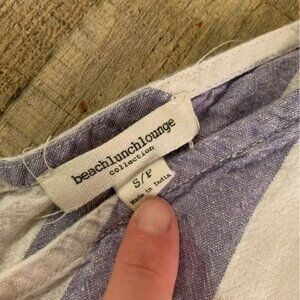 beachlunchlounge
collection
S/P
Made in India